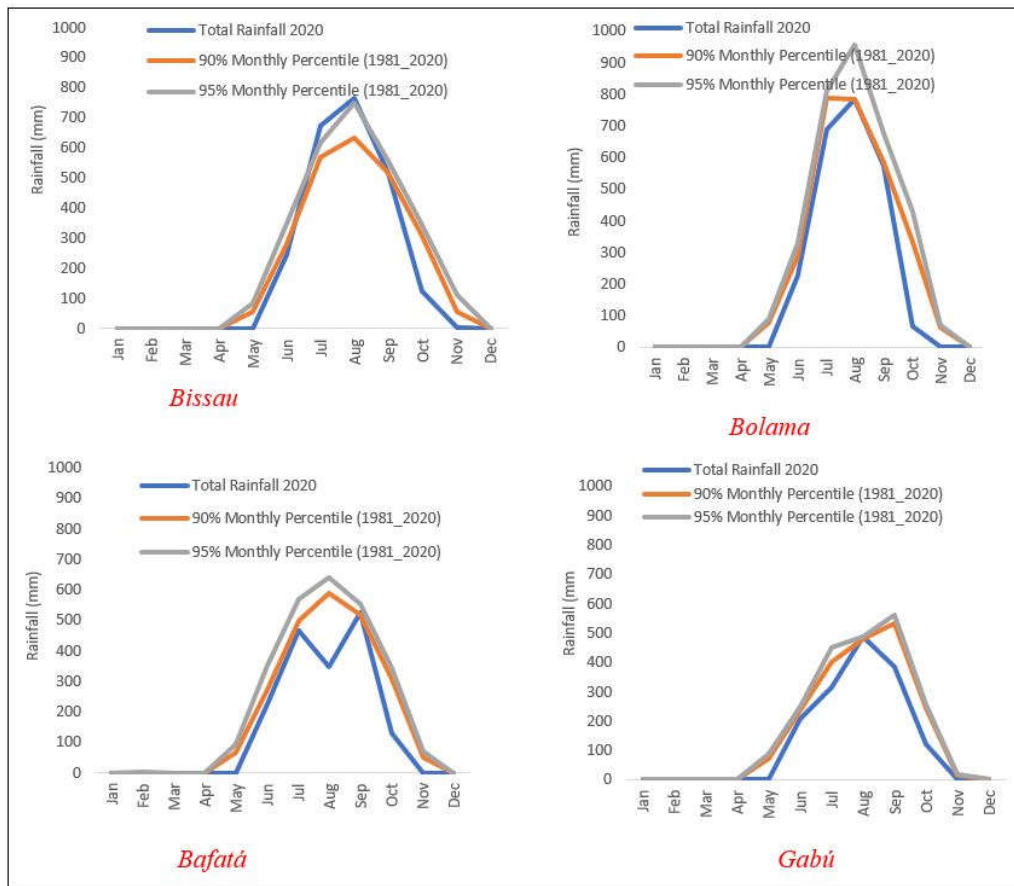 Total Rainfall 2020
90% Monthly Percentile (1981_2020)
95% Monthly Percentile (1981_2020)
Rainfall (mm)
1000
900
800
700
600
500
400
300
200
100
0
Jan
Feb
Mar
Apr
May
Jun
Jul
Aug
Sep
Oct
Nov
Dec
Bissau
Total Rainfall 2020
90% Monthly Percentile (1981_2020)
95% Monthly Percentile (1981_2020)
Rainfall (mm)
1000
900
800
700
600
500
400
300
200
100
0
Jan
Feb
Mar
Apr
May
Jun
Jul
Aug
Sep
Oct
Nov
Dec
Bolama
Total Rainfall 2020
90% Monthly Percentile (1981_2020)
95% Monthly Percentile (1981_2020)
Rainfall (mm)
1000
900
800
700
600
500
400
300
200
100
0
Jan
Feb
Mar
Apr
May
Jun
Jul
Aug
Sep
Oct
Nov
Dec
Bafatá
Total Rainfall 2020
90% Monthly Percentile (1981_2020)
95% Monthly Percentile (1981_2020)
Rainfall (mm
1000
900
800
700
600
500
400
300
200
100
0
Jan
Feb
Mar
Apr
May
Jun
Jul
Aug
Sep
Oct
Nov
Dec
Gabú